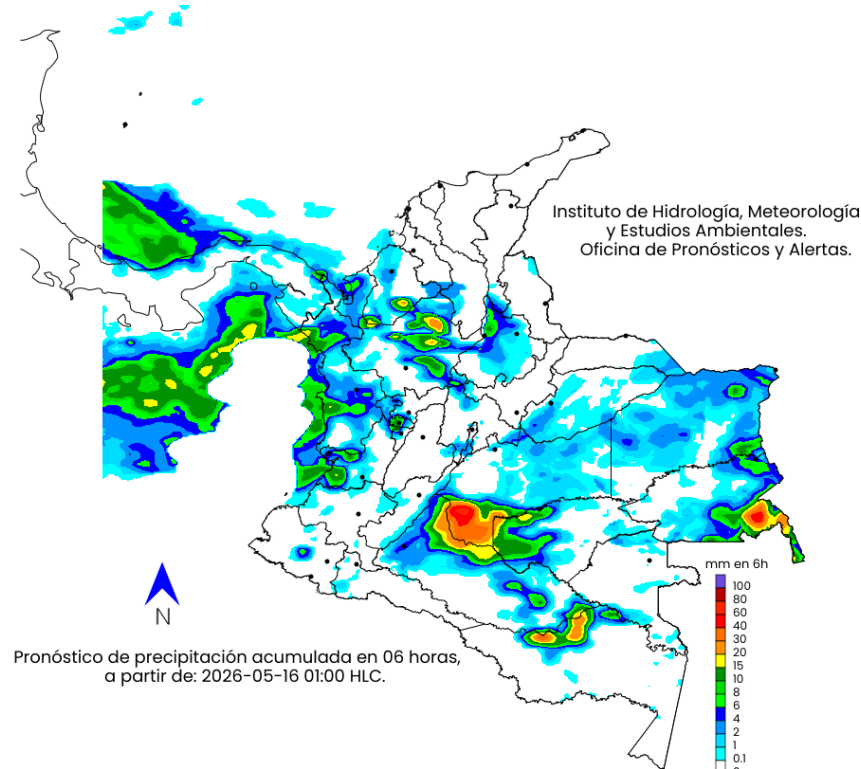 Instituto de Hidrología, Meteorología
y Estudios Ambientales.
Oficina de Pronósticos y Alertas.
N
Pronóstico de precipitación acumulada en 06 horas,
a partir de: 2026-05-16 01:00 HLC.
mm en 6h
100
80
60
40
30
20
15
10
8
6
4
2
1
0.1
0